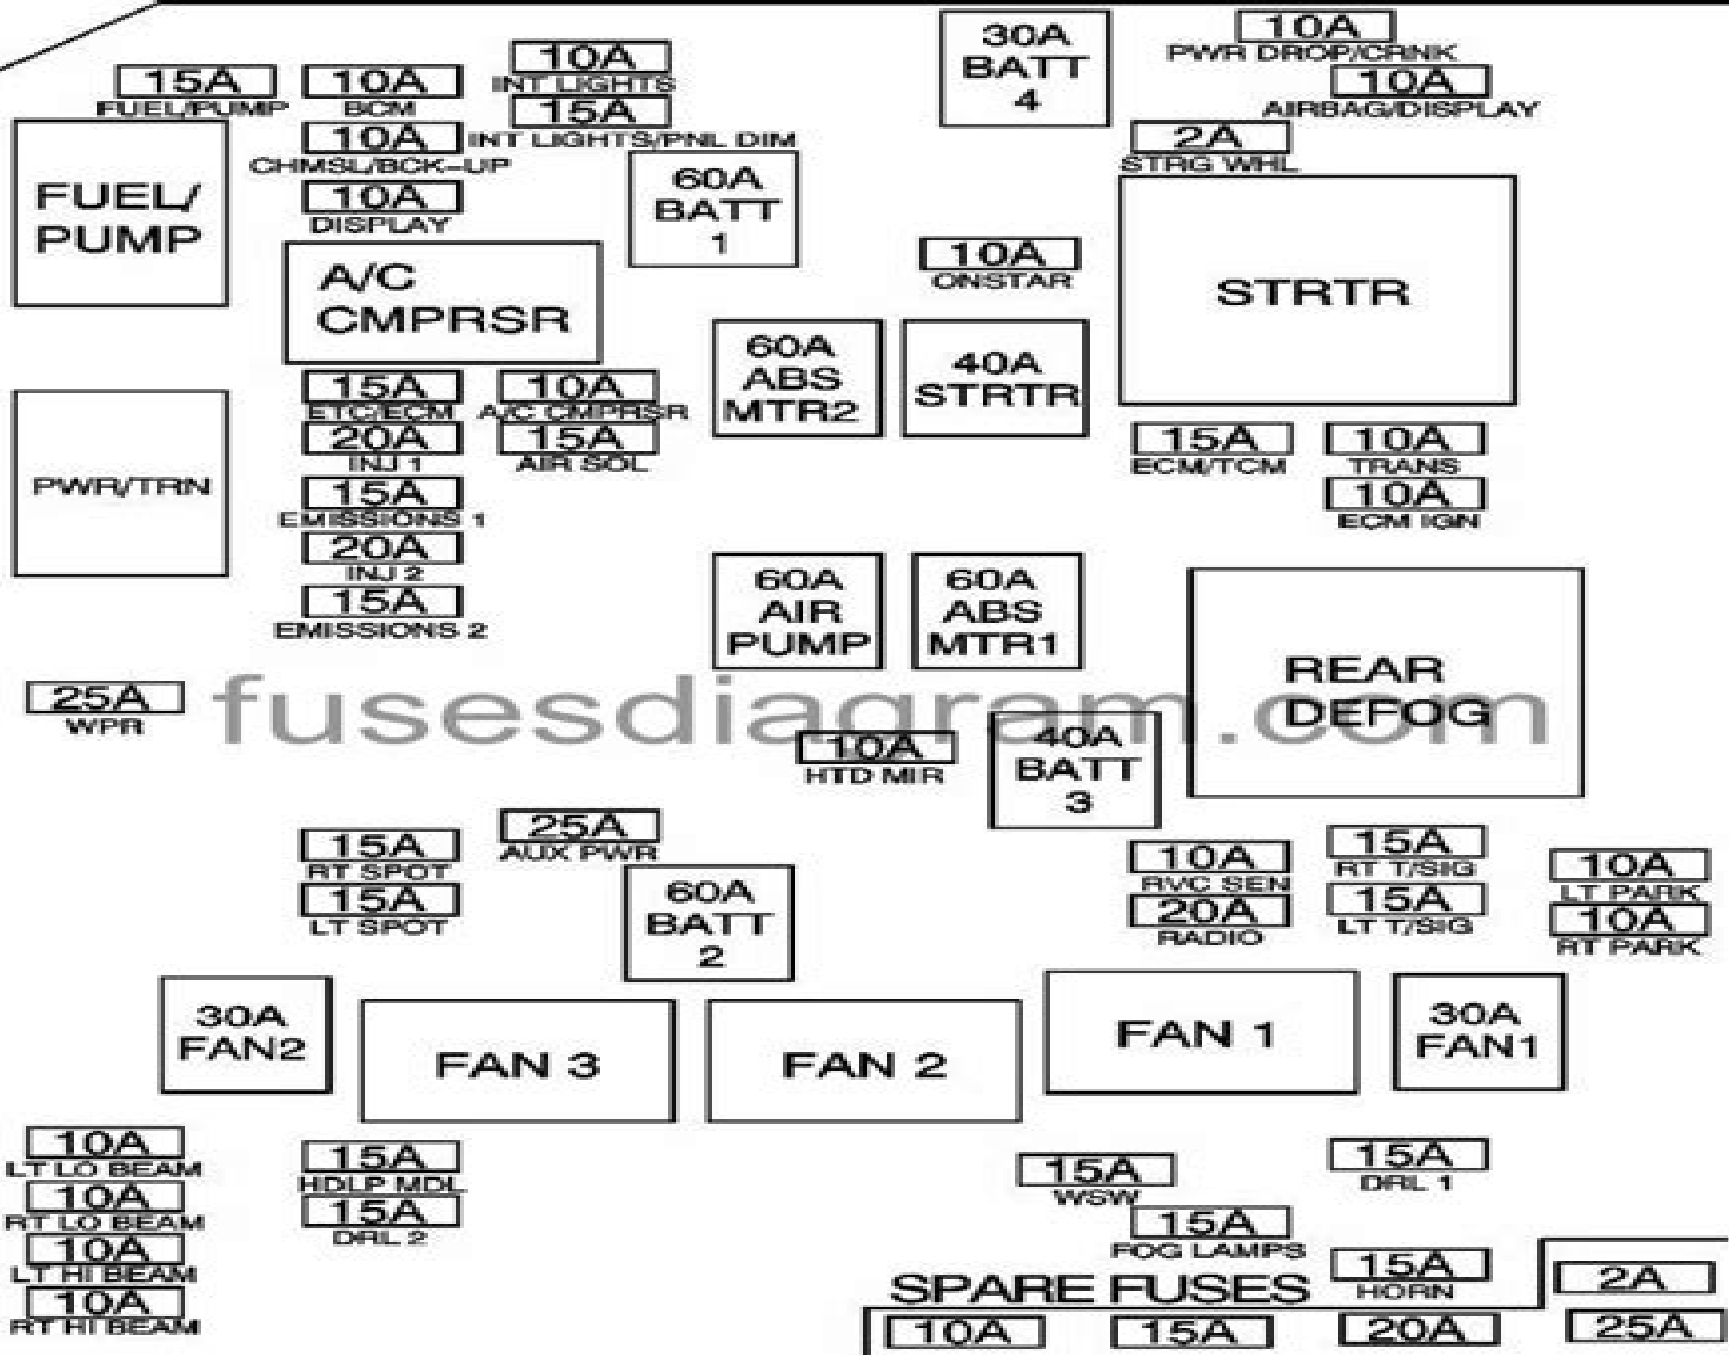 15A
FUEL/PUMP
10A
BCM
10A
INT LIGHTS
15A
INT LIGHTS/PNL DIM
30A
BATT
4
10A
PWR DROP/CRNK
10A
AIRBAG/DISPLAY
2A
STRG WHL
FUEL/
PUMP
10A
CHMSL/BCK-UP
10A
DISPLAY
60A
BATT
1
A/C
CMPRSR
10A
ONSTAR
STRTR
60A
ABS
MTR2
40A
STRTR
15A
ETC/ECM
10A
A/C CMPRSR
20A
INJ 1
15A
AIR SOL
15A
EMISSIONS 1
20A
INJ 2
15A
EMISSIONS 2
PWR/TRN
15A
ECM/TCM
10A
TRANS
10A
ECM IGN
60A
AIR
PUMP
60A
ABS
MTR1
REAR
DEFOG
25A
WPR
fusesdiagram.com
10A
HTD MIR
40A
BATT
3
15A
RT SPOT
15A
LT SPOT
25A
AUX PWR
60A
BATT
2
10A
RVC SEN
20A
RADIO
15A
RT T/SIG
15A
LT T/SIG
10A
LT PARK
10A
RT PARK
30A
FAN2
FAN 3
FAN 2
FAN 1
30A
FAN1
10A
LT LO BEAM
10A
RT LO BEAM
10A
LT HI BEAM
10A
RT HI BEAM
15A
HDLP MDL
15A
DRL 2
15A
WSW
15A
DRL 1
15A
FOG LAMPS
15A
HORN
SPARE FUSES
2A
10A
15A
20A
25A